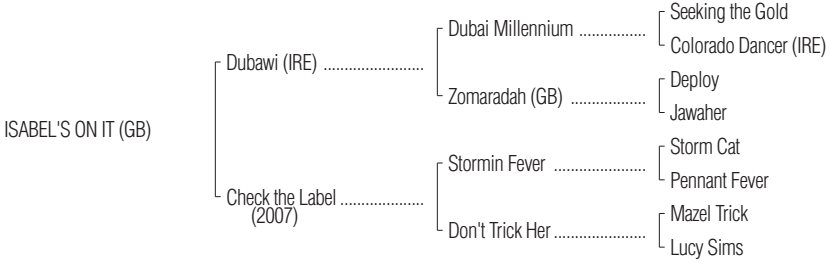 Seeking the Gold
Dubai Millennium ................
Colorado Dancer (IRE)
Dubawi (IRE) ........................
Deploy
Zomaradah (GB) ..................
Jawaher
ISABEL'S ON IT (GB)
Storm Cat
Stormin Fever ......................
Pennant Fever
Check the Label ....................
(2007)
Mazel Trick
Don't Trick Her ......................
Lucy Sims